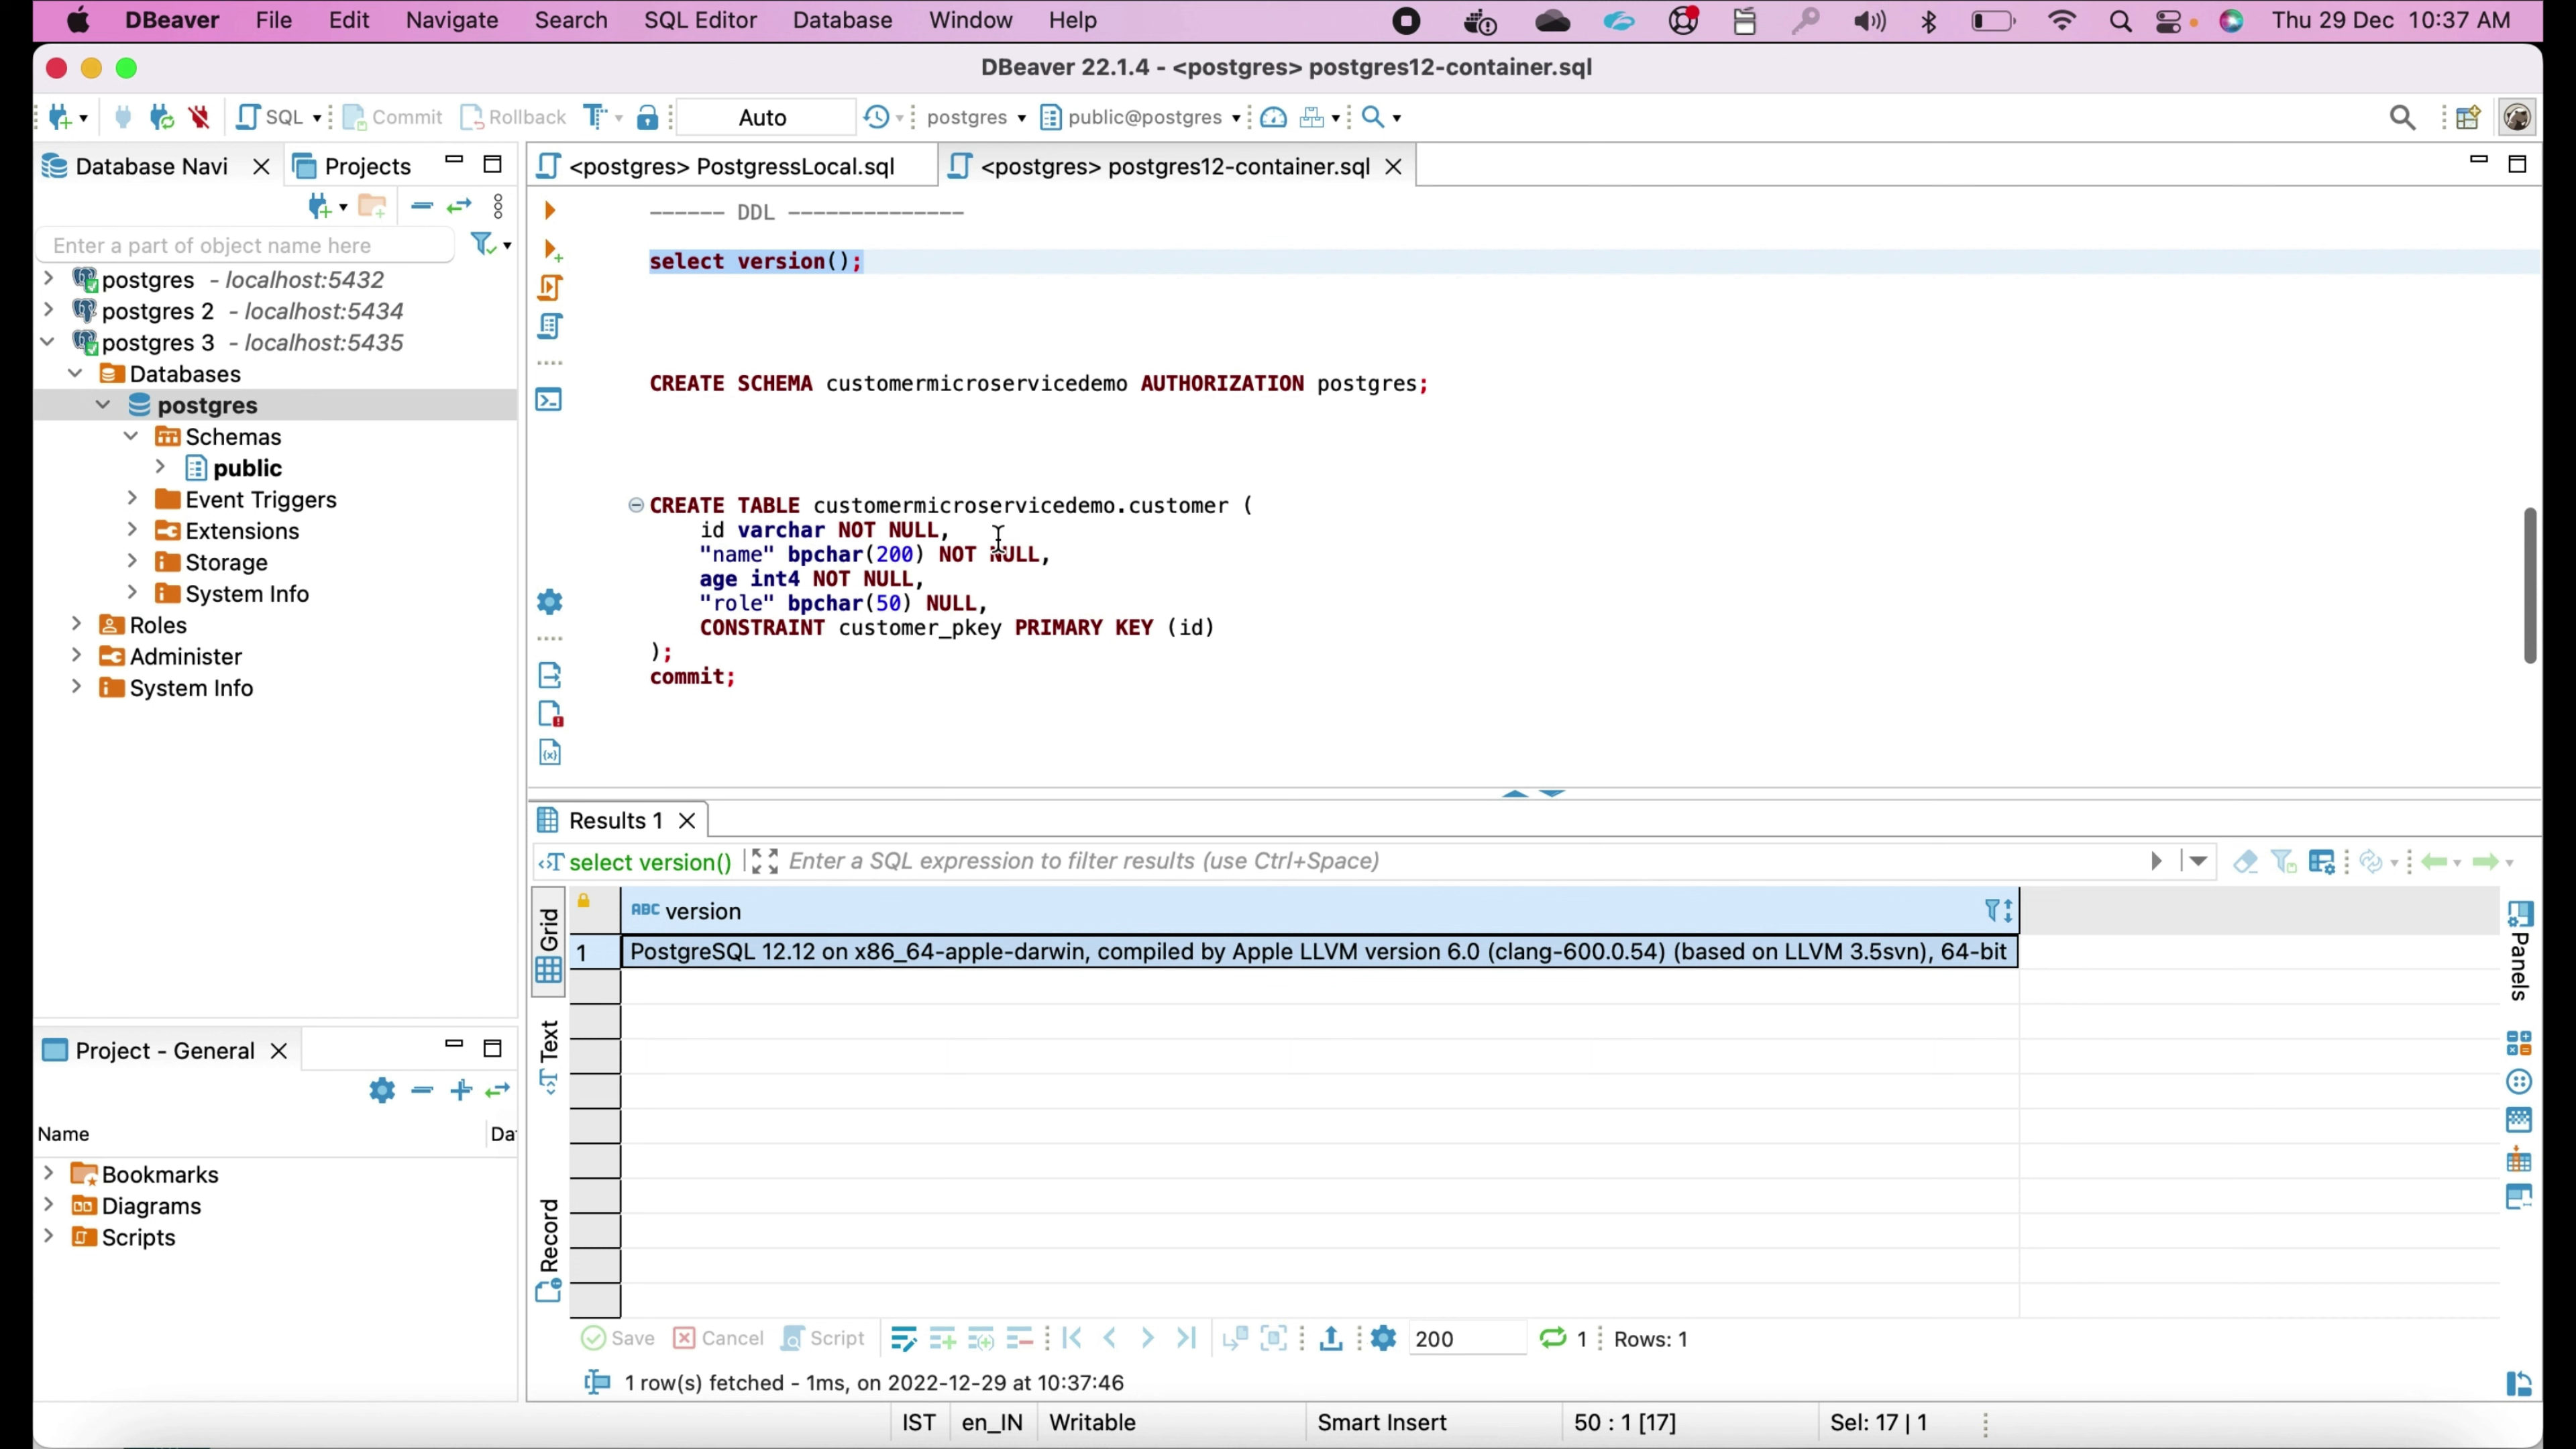 DBeaver File Edit Navigate Search SQL Editor Database Window Help Thu 29 Dec 10:37 AM
DBeaver 22.1.4 - <postgres> postgres12-container.sql
SQL Commit Rollback Auto postgres public@postgres
Database Navi Projects
<postgres> PostgressLocal.sql <postgres> postgres12-container.sql
Enter a part of object name here
postgres - localhost:5432
postgres 2 - localhost:5434
postgres 3 - localhost:5435
Databases
postgres
Schemas
public
Event Triggers
Extensions
Storage
System Info
Roles
Administer
System Info
------ DDL --------------
select version();
CREATE SCHEMA customermicroservicedemo AUTHORIZATION postgres;
CREATE TABLE customermicroservicedemo.customer (
id varchar NOT NULL,
"name" bpchar(200) NOT NULL,
age int4 NOT NULL,
"role" bpchar(50) NULL,
CONSTRAINT customer_pkey PRIMARY KEY (id)
);
commit;
Results 1
select version() Enter a SQL expression to filter results (use Ctrl+Space)
Grid
Text
Record
ABC version
1 PostgreSQL 12.12 on x86_64-apple-darwin, compiled by Apple LLVM version 6.0 (clang-600.0.54) (based on LLVM 3.5svn), 64-bit
Panels
Project - General
Name Da
Bookmarks
Diagrams
Scripts
Save Cancel Script 200 1 Rows: 1
1 row(s) fetched - 1ms, on 2022-12-29 at 10:37:46
IST en_IN Writable Smart Insert 50 : 1 [17] Sel: 17 | 1